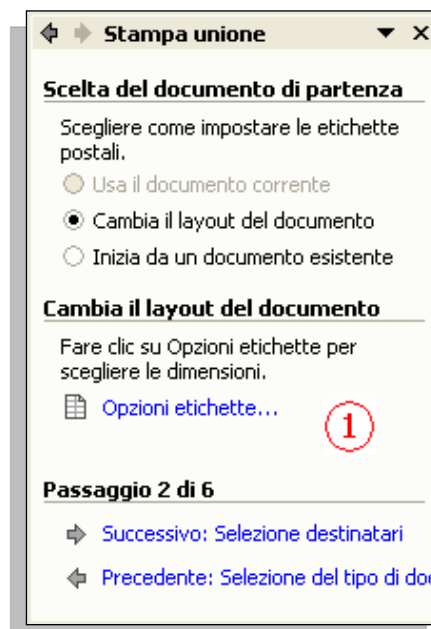 Stampa unione
Scelta del documento di partenza
Scegliere come impostare le etichette
postali.
Usa il documento corrente
Cambia il layout del documento
Inizia da un documento esistente
Cambia il layout del documento
Fare clic su Opzioni etichette per
scegliere le dimensioni.
Opzioni etichette...
1
Passaggio 2 di 6
Successivo: Selezione destinatari
Precedente: Selezione del tipo di do